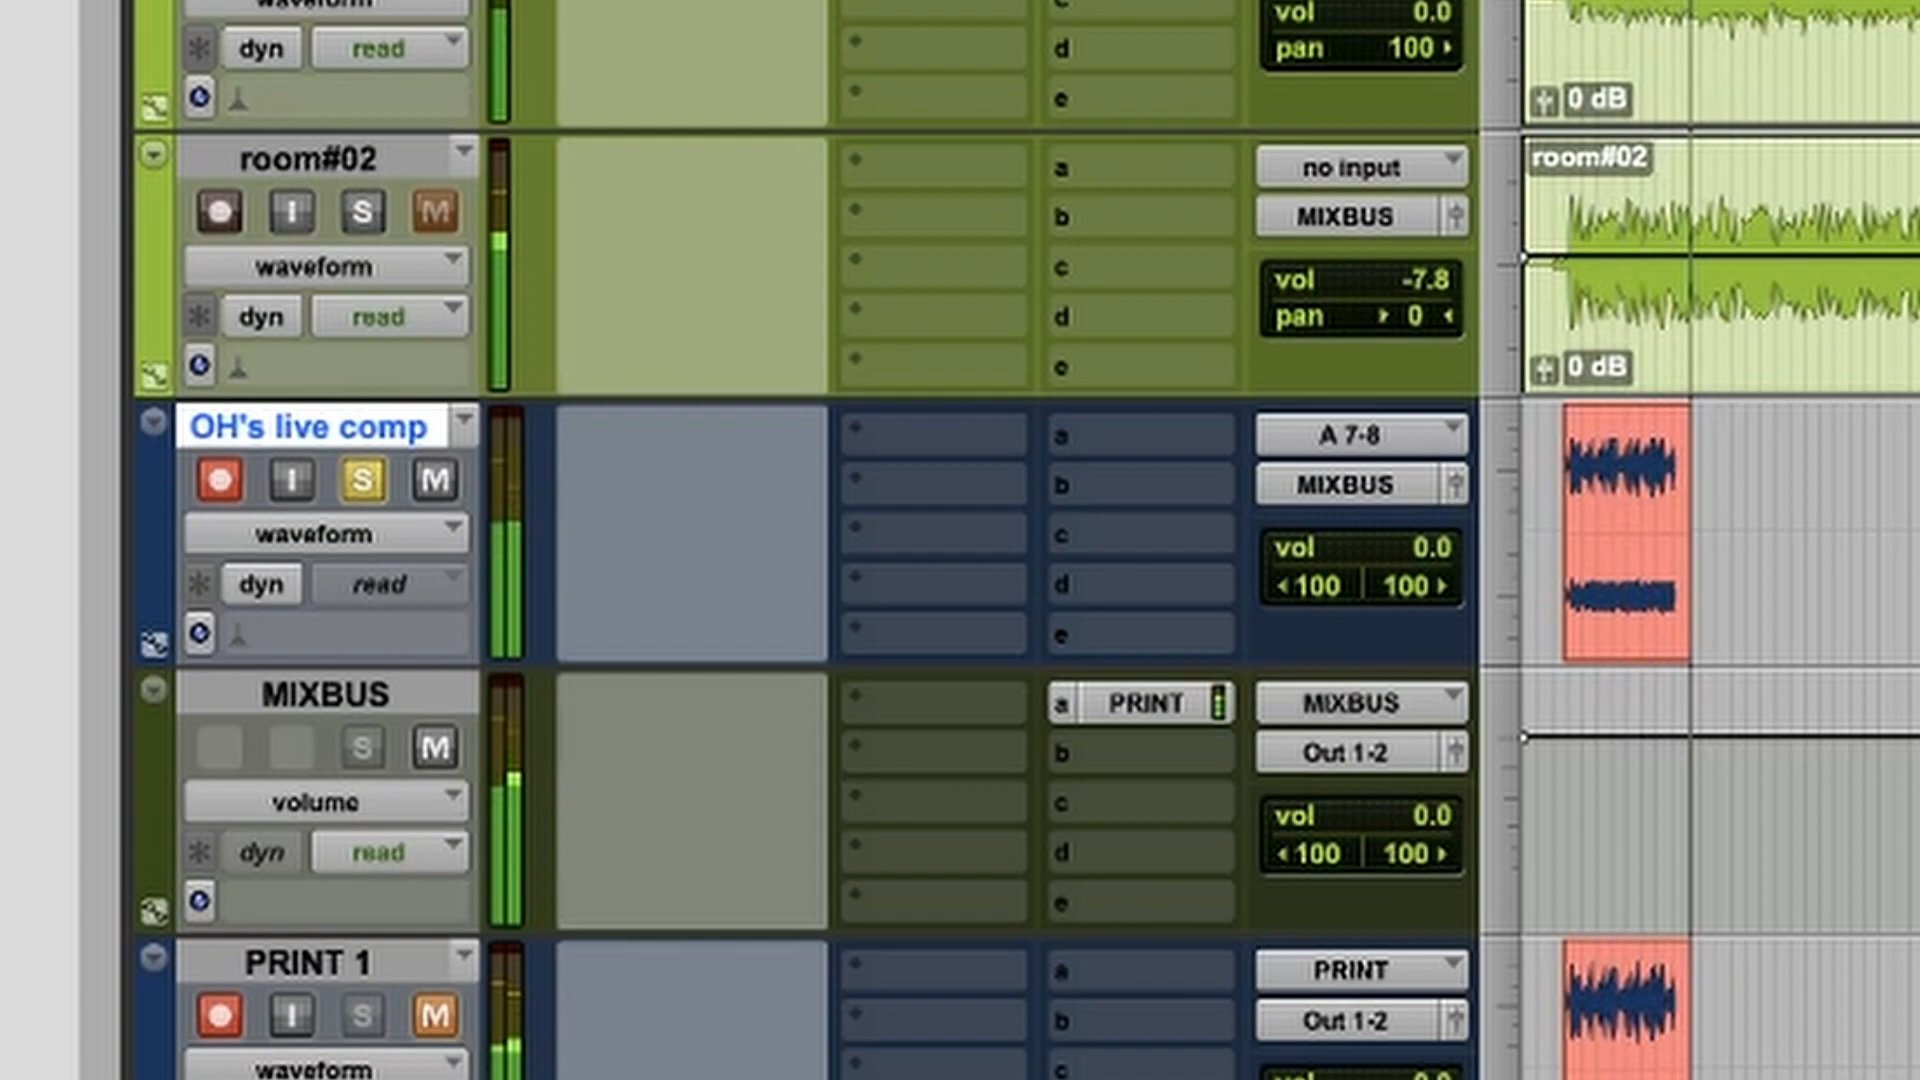 waveform
vol 0.0
dyn read
d
pan 100
e
0 dB
room#02
a
no input
room#02
I S M
b
MIXBUS
waveform
c
vol -7.8
dyn read
d
pan 0
e
0 dB
OH's live comp
a
A 7-8
I S M
b
MIXBUS
waveform
c
vol 0.0
dyn read
d
100 100
e
MIXBUS
a PRINT
MIXBUS
S M
b
Out 1-2
volume
c
vol 0.0
dyn read
d
100 100
e
PRINT 1
a
PRINT
I S M
b
Out 1-2
waveform
c
vol 0.0